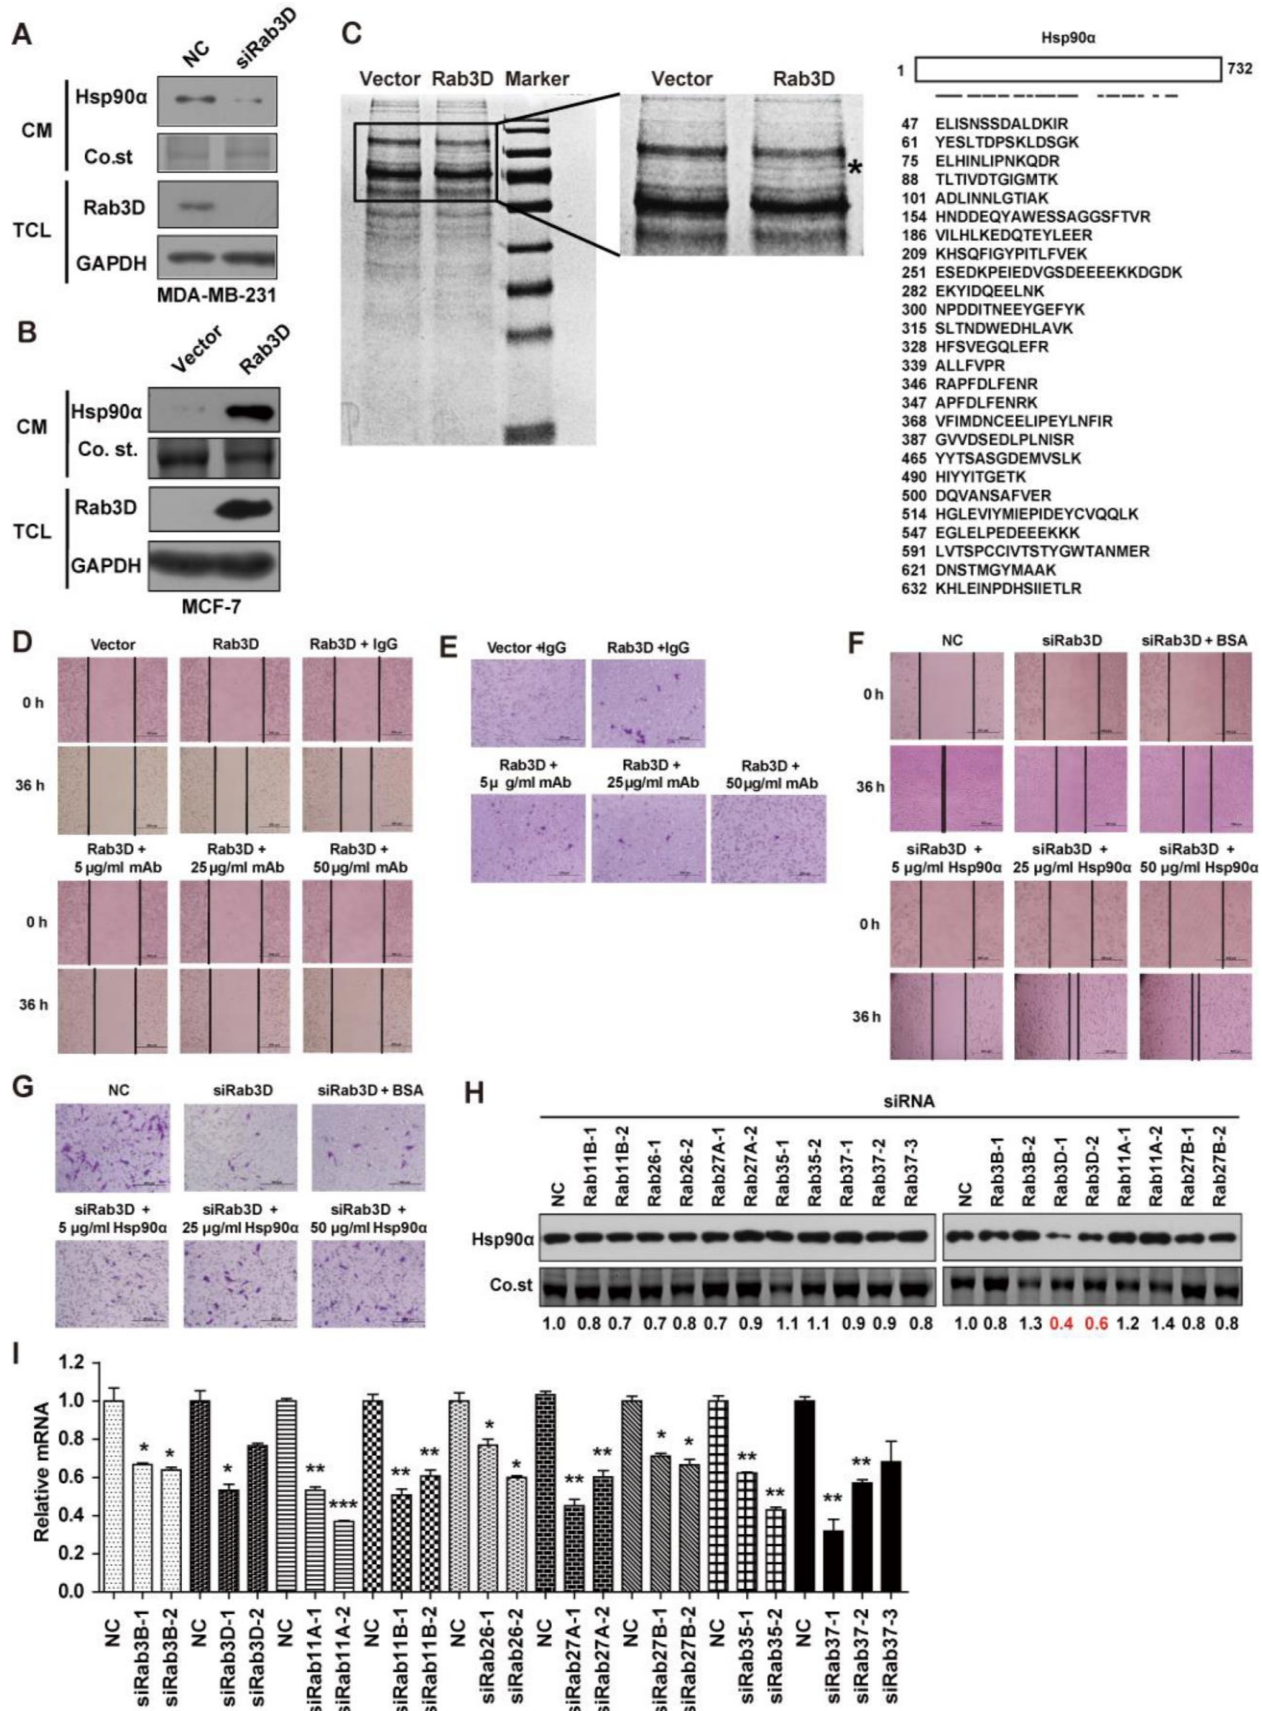 A
NC
siRab3D
CM
Hsp90α
Co.st
TCL
Rab3D
GAPDH
MDA-MB-231
B
Vector
Rab3D
CM
Hsp90α
Co. st.
TCL
Rab3D
GAPDH
MCF-7
C
Vector Rab3D Marker
Vector Rab3D
*
Hsp90α
1 732
47 ELISNSSDALDKIR
61 YESLTDPSKLDSGK
75 ELHINLIPNKQDR
88 TLTIVDTGIGMTK
101 ADLINNLGTIAK
154 HNDDEQYAWESSAGGSFTVR
186 VILHLKEDQTEYLEER
209 KHSQFIGYPITLFVEK
251 ESEDKPEIEDVGSDEEEEKKDGDK
282 EKYIDQEELNK
300 NPDDITNEEYGEFYK
315 SLTNDWEDHLAVK
328 HFSVEGQLEFR
339 ALLFVPR
346 RAPFDLFENR
347 APFDLFENRK
368 VFIMDNCEELIPEYLNFIR
387 GVVDSEDLPLNISR
465 YYTSASGDEMVSLK
490 HIYYITGETK
500 DQVANSAFVER
514 HGLEVIYMIEPIDEYCVQQLK
547 EGLELPEDEEEKKK
591 LVTSPCCIVTSTYGWTANMER
621 DNSTMGYMAAK
632 KHLEINPDHSIIETLR
D
Vector Rab3D Rab3D + IgG
0 h
36 h
Rab3D + Rab3D + Rab3D +
5 µg/ml mAb 25 µg/ml mAb 50 µg/ml mAb
0 h
36 h
E
Vector +IgG Rab3D +IgG
Rab3D + Rab3D + Rab3D +
5µ g/ml mAb 25µg/ml mAb 50µg/ml mAb
F
NC siRab3D siRab3D + BSA
0 h
36 h
siRab3D + siRab3D + siRab3D +
5 µg/ml Hsp90α 25 µg/ml Hsp90α 50 µg/ml Hsp90α
0 h
36 h
G
NC siRab3D siRab3D + BSA
siRab3D + siRab3D + siRab3D +
5 µg/ml Hsp90α 25 µg/ml Hsp90α 50 µg/ml Hsp90α
H
siRNA
NC Rab11B-1 Rab11B-2 Rab26-1 Rab26-2 Rab27A-1 Rab27A-2 Rab35-1 Rab35-2 Rab37-1 Rab37-2 Rab37-3 NC Rab3B-1 Rab3B-2 Rab3D-1 Rab3D-2 Rab11A-1 Rab11A-2 Rab27B-1 Rab27B-2
Hsp90α
Co.st
1.0 0.8 0.7 0.7 0.8 0.7 0.9 1.1 1.1 0.9 0.9 0.8 1.0 0.8 1.3 0.4 0.6 1.2 1.4 0.8 0.8
I
Relative mRNA
1.2
1.0
0.8
0.6
0.4
0.2
0.0
* * * ** *** ** ** * * ** ** * * ** ** ** **
NC siRab3B-1 siRab3B-2 NC siRab3D-1 siRab3D-2 NC siRab11A-1 siRab11A-2 NC siRab11B-1 siRab11B-2 NC siRab26-1 siRab26-2 NC siRab27A-1 siRab27A-2 NC siRab27B-1 siRab27B-2 NC siRab35-1 siRab35-2 NC siRab37-1 siRab37-2 siRab37-3